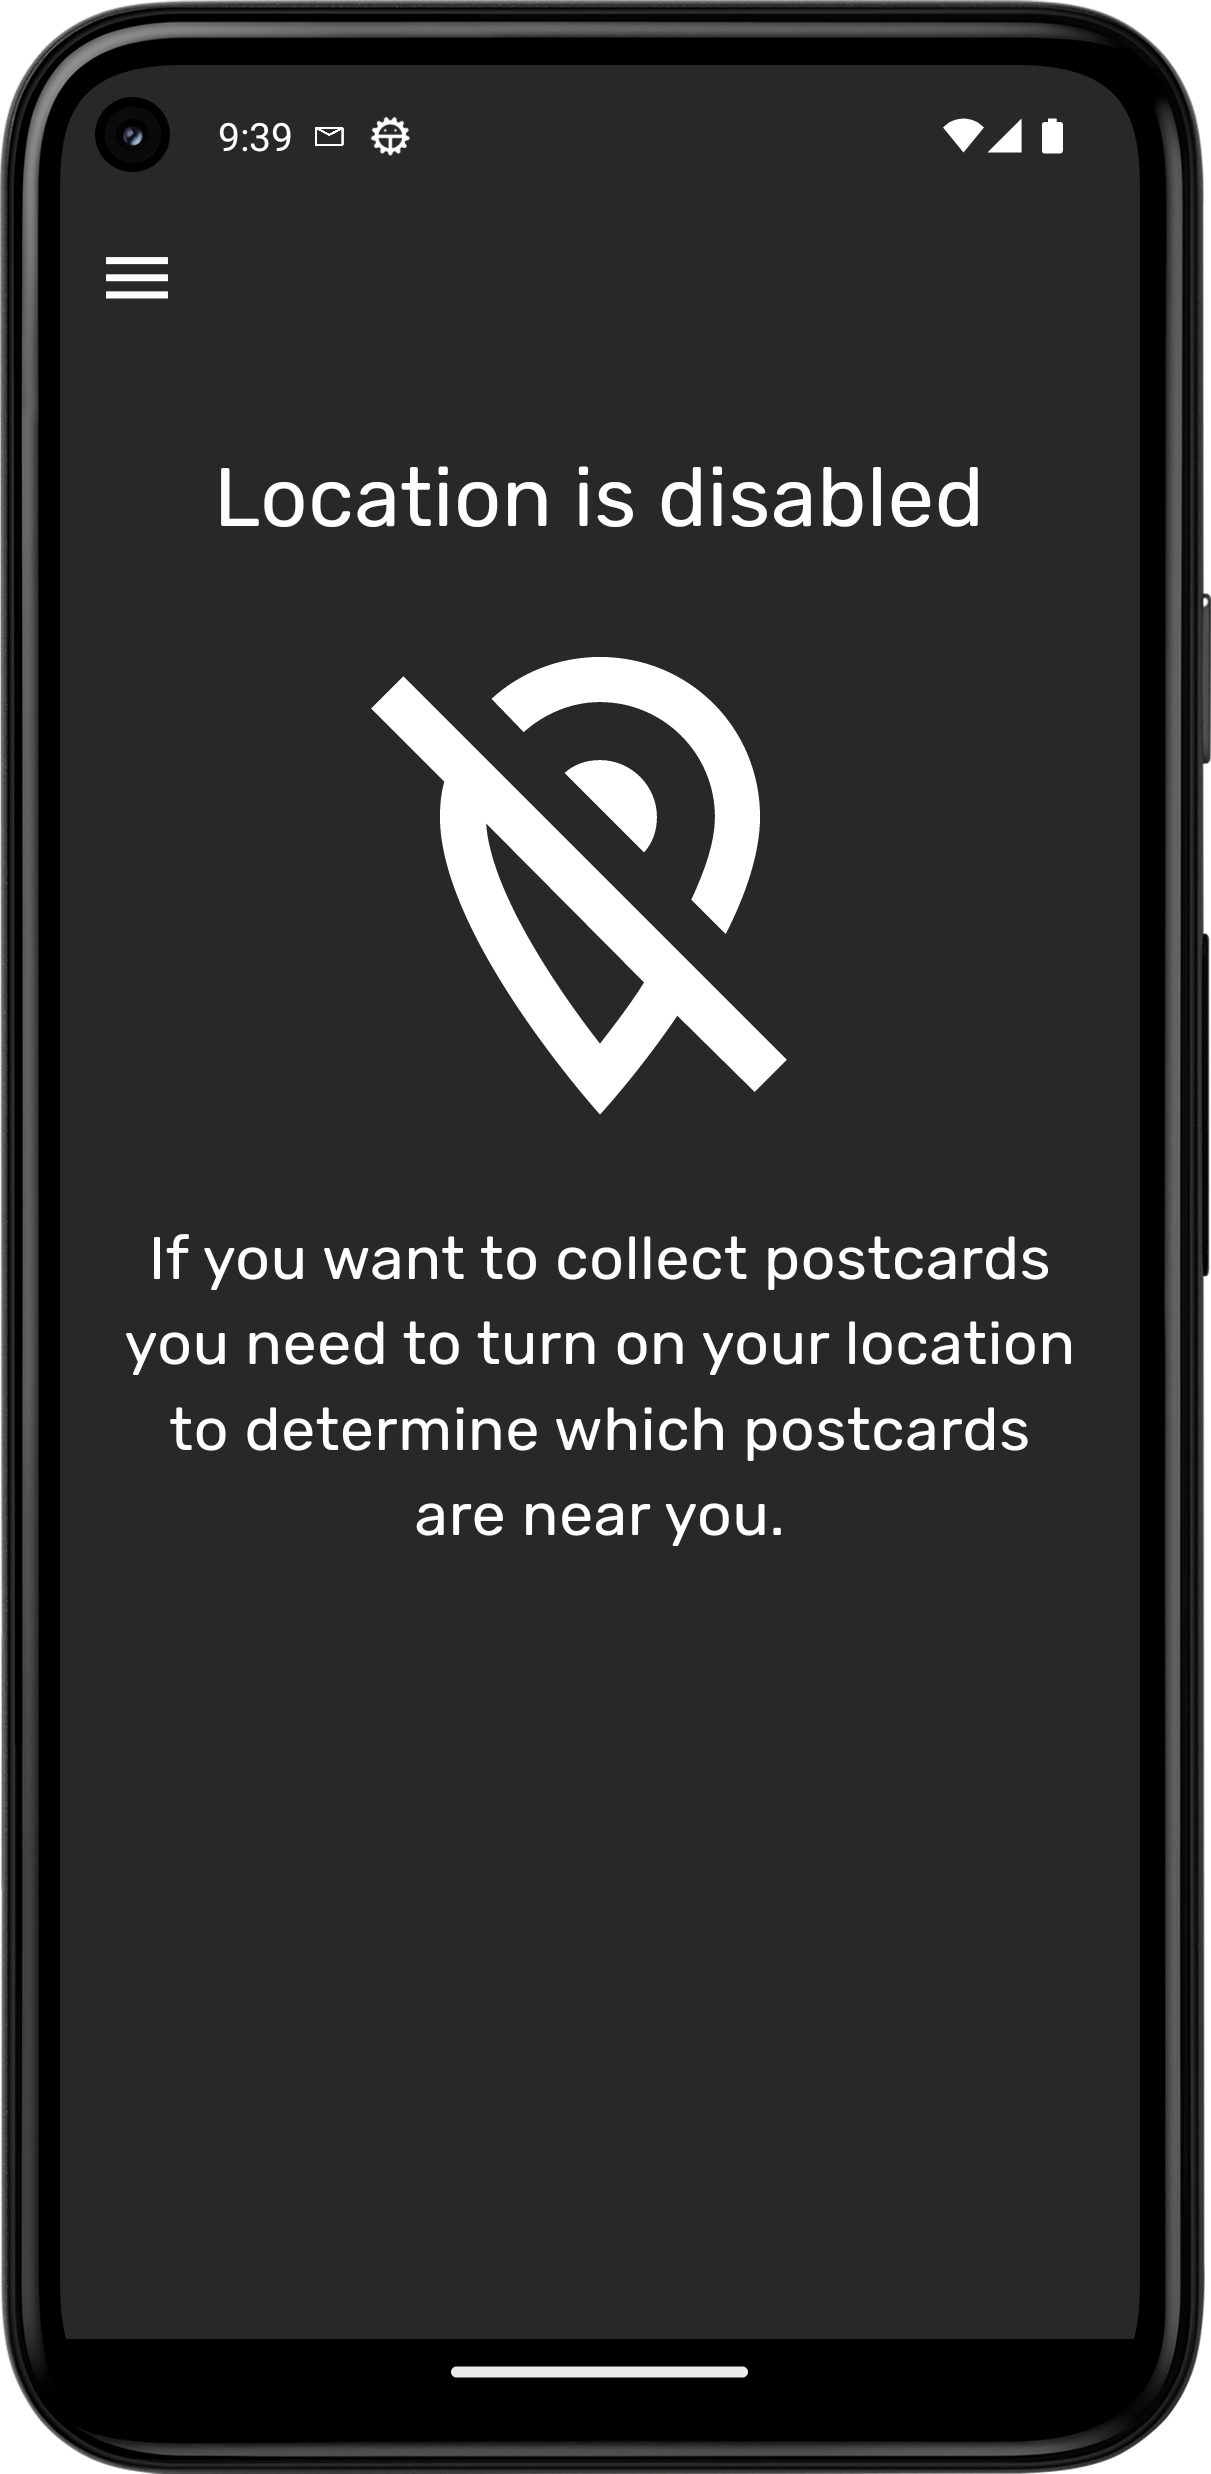 9:39
Location is disabled
If you want to collect postcards
you need to turn on your location
to determine which postcards
are near you.